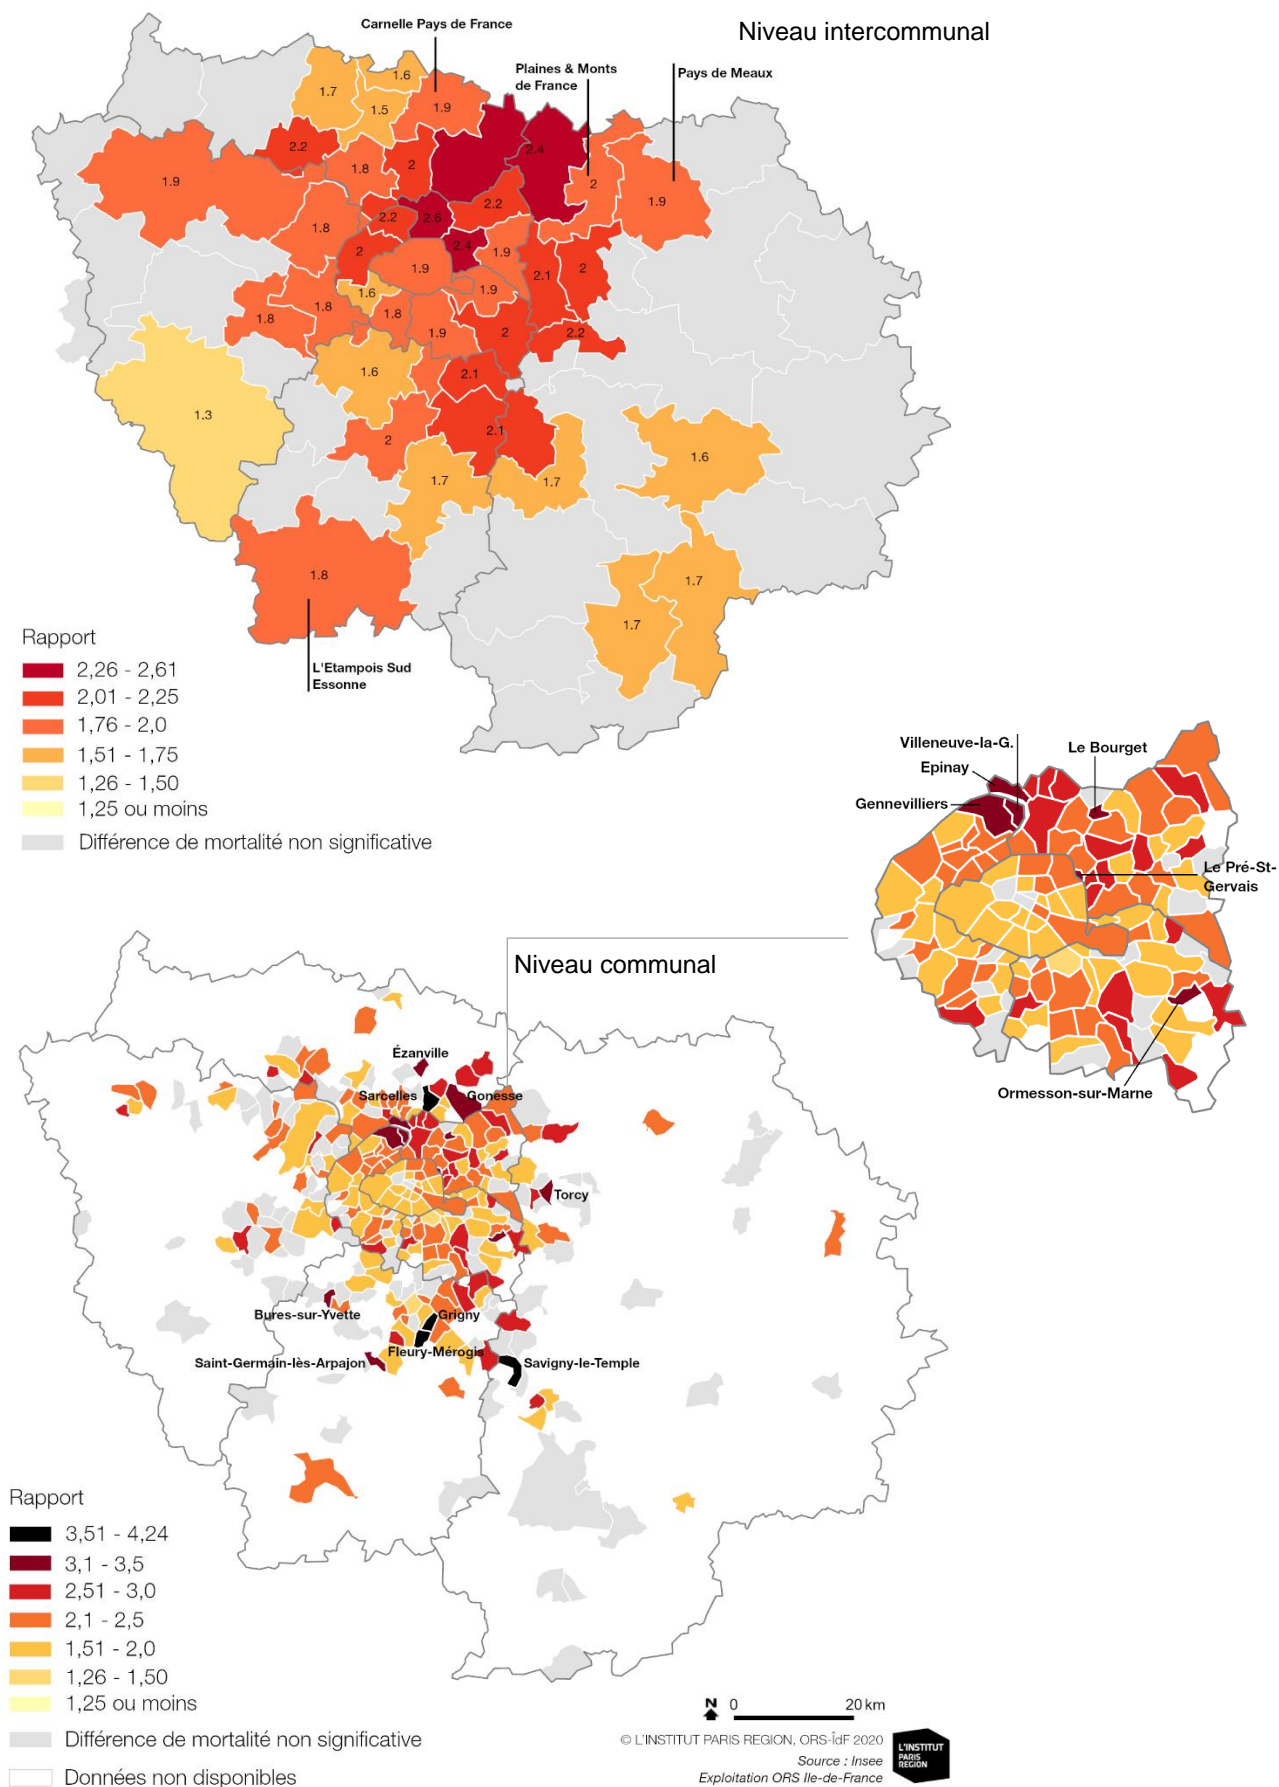 Niveau intercommunal
Carnelle Pays de France
Plaines & Monts
de France
Pays de Meaux
1.6
1.7
1.5
1.9
2.2
2.4
1.8
2
1.9
2
1.9
2.2
2.2
2.6
1.8
2.4
2
1.9
1.9
2.1
2
1.6
1.9
1.8
1.8
1.8
1.9
2
2.2
1.6
2.1
1.3
2.1
2
1.6
1.7
1.7
1.8
1.7
1.7
L'Etampois Sud
Essonne
Rapport
2,26 - 2,61
2,01 - 2,25
1,76 - 2,0
1,51 - 1,75
1,26 - 1,50
1,25 ou moins
Différence de mortalité non significative
Villeneuve-la-G.
Le Bourget
Epinay
Gennevilliers
Le Pré-St-
Gervais
Ormesson-sur-Marne
Niveau communal
Ézanville
Sarcelles
Gonesse
Torcy
Bures-sur-Yvette
Grigny
Fleury-Mérogis
Saint-Germain-lès-Arpajon
Savigny-le-Temple
Rapport
3,51 - 4,24
3,1 - 3,5
2,51 - 3,0
2,1 - 2,5
1,51 - 2,0
1,26 - 1,50
1,25 ou moins
Différence de mortalité non significative
Données non disponibles
N 0 20 km
© L'INSTITUT PARIS REGION, ORS-ÎdF 2020
Source : Insee
Exploitation ORS Ile-de-France
L'INSTITUT
PARIS
REGION